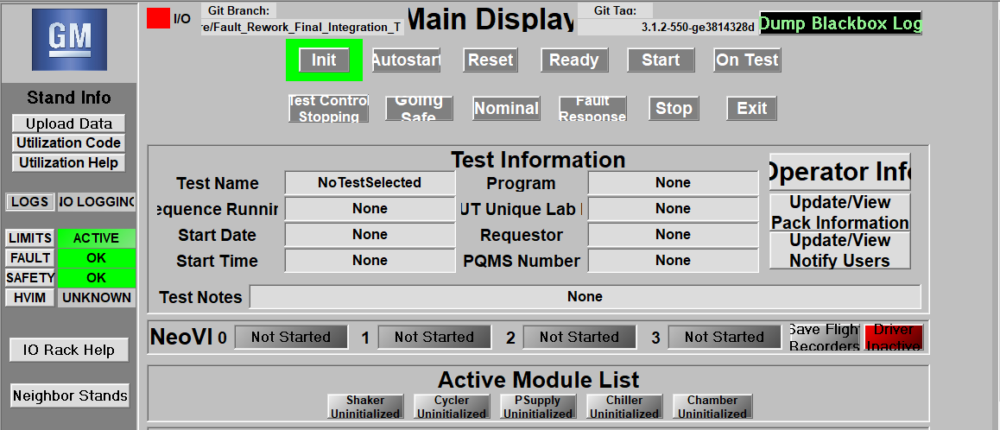 GM
Stand Info
Upload Data
Utilization Code
Utilization Help
LOGS NO LOGGING
LIMITS ACTIVE
FAULT OK
SAFETY OK
HVIM UNKNOWN
IO Rack Help
Neighbor Stands
I/O
Git Branch:
re/Fault_Rework_Final_Integration_T
Main Display
Git Tag:
3.1.2-550-ge3814328d
Dump Blackbox Log
Init Autostart Reset Ready Start On Test
Test Control
Stopping
Going
Safe
Nominal
Fault
Response
Stop Exit
Test Information
Test Name NoTestSelected Program None
equence Runnin None UT Unique Lab None
Start Date None Requestor None
Start Time None PQMS Number None
Test Notes None
Operator Info
Update/View
Pack Information
Update/View
Notify Users
NeoVI 0 Not Started 1 Not Started 2 Not Started 3 Not Started
Save Flight
Recorders
Driver
Inactive
Active Module List
Shaker
Uninitialized
Cycler
Uninitialized
PSupply
Uninitialized
Chiller
Uninitialized
Chamber
Uninitialized